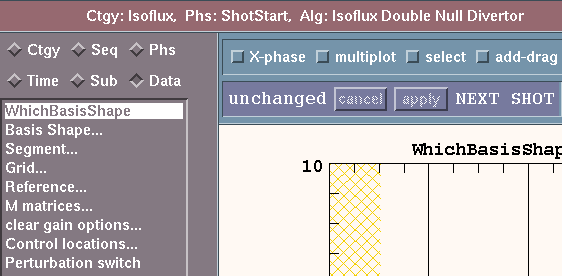 Ctgy: Isoflux, Phs: ShotStart, Alg: Isoflux Double Null Divertor
Ctgy Seq Phs
Time Sub Data
X-phase multiplot select add-drag
unchanged cancel apply NEXT SHOT
WhichBasisShape
Basis Shape...
Segment...
Grid...
Reference...
M matrices...
clear gain options...
Control locations...
Perturbation switch
WhichBasisShap
10